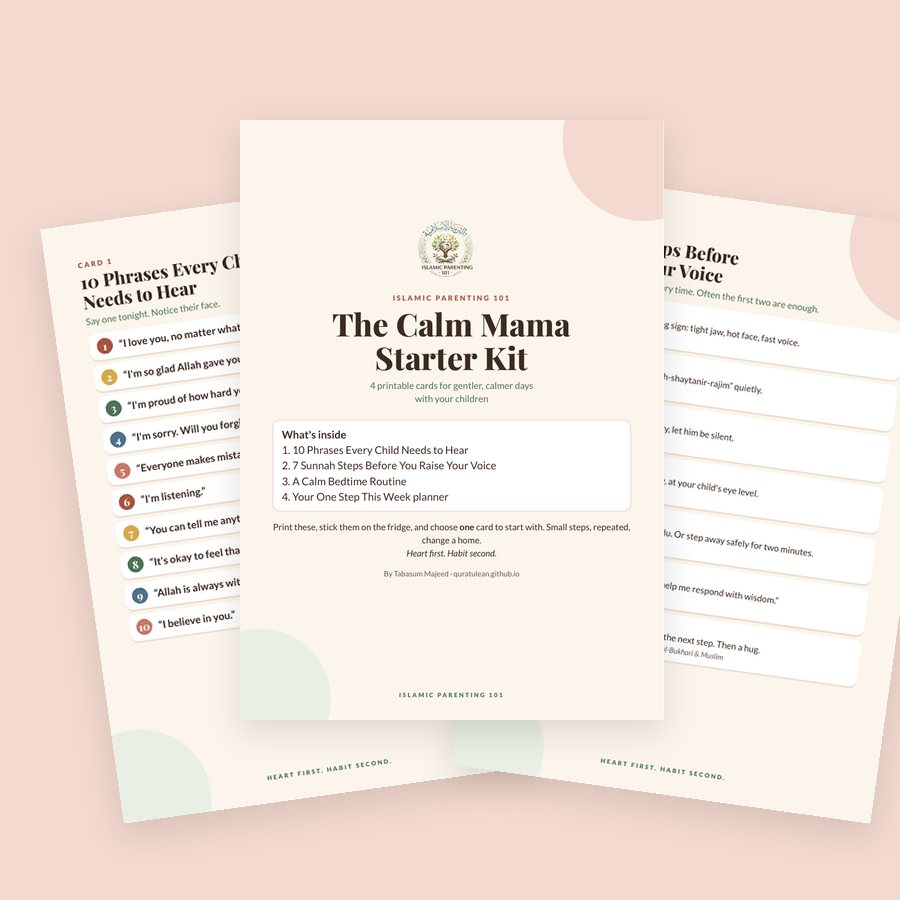 CARD 1
10 Phrases Every Ch
Needs to Hear
Say one tonight. Notice their face.
1 "I love you, no matter what
2 "I'm so glad Allah gave you
3 "I'm proud of how hard y
4 "I'm sorry. Will you forgi
5 "Everyone makes mista
6 "I'm listening."
7 "You can tell me anyt
8 "It's okay to feel tha
9 "Allah is always wit
10 "I believe in you."
HEART FIRST. HABIT SECOND.
ISLAMIC PARENTING
101
ISLAMIC PARENTING 101
The Calm Mama
Starter Kit
4 printable cards for gentler, calmer days
with your children
What's inside
1. 10 Phrases Every Child Needs to Hear
2. 7 Sunnah Steps Before You Raise Your Voice
3. A Calm Bedtime Routine
4. Your One Step This Week planner
Print these, stick them on the fridge, and choose one card to start with. Small steps, repeated,
change a home.
Heart first. Habit second.
By Tabasum Majeed · quratulean.github.io
ISLAMIC PARENTING 101
ps Before
ur Voice
ry time. Often the first two are enough.
g sign: tight jaw, hot face, fast voice.
h-shaytanir-rajim" quietly.
y, let him be silent.
, at your child's eye level.
u. Or step away safely for two minutes.
elp me respond with wisdom."
the next step. Then a hug.
l-Bukhari & Muslim
HEART FIRST. HABIT SECOND.